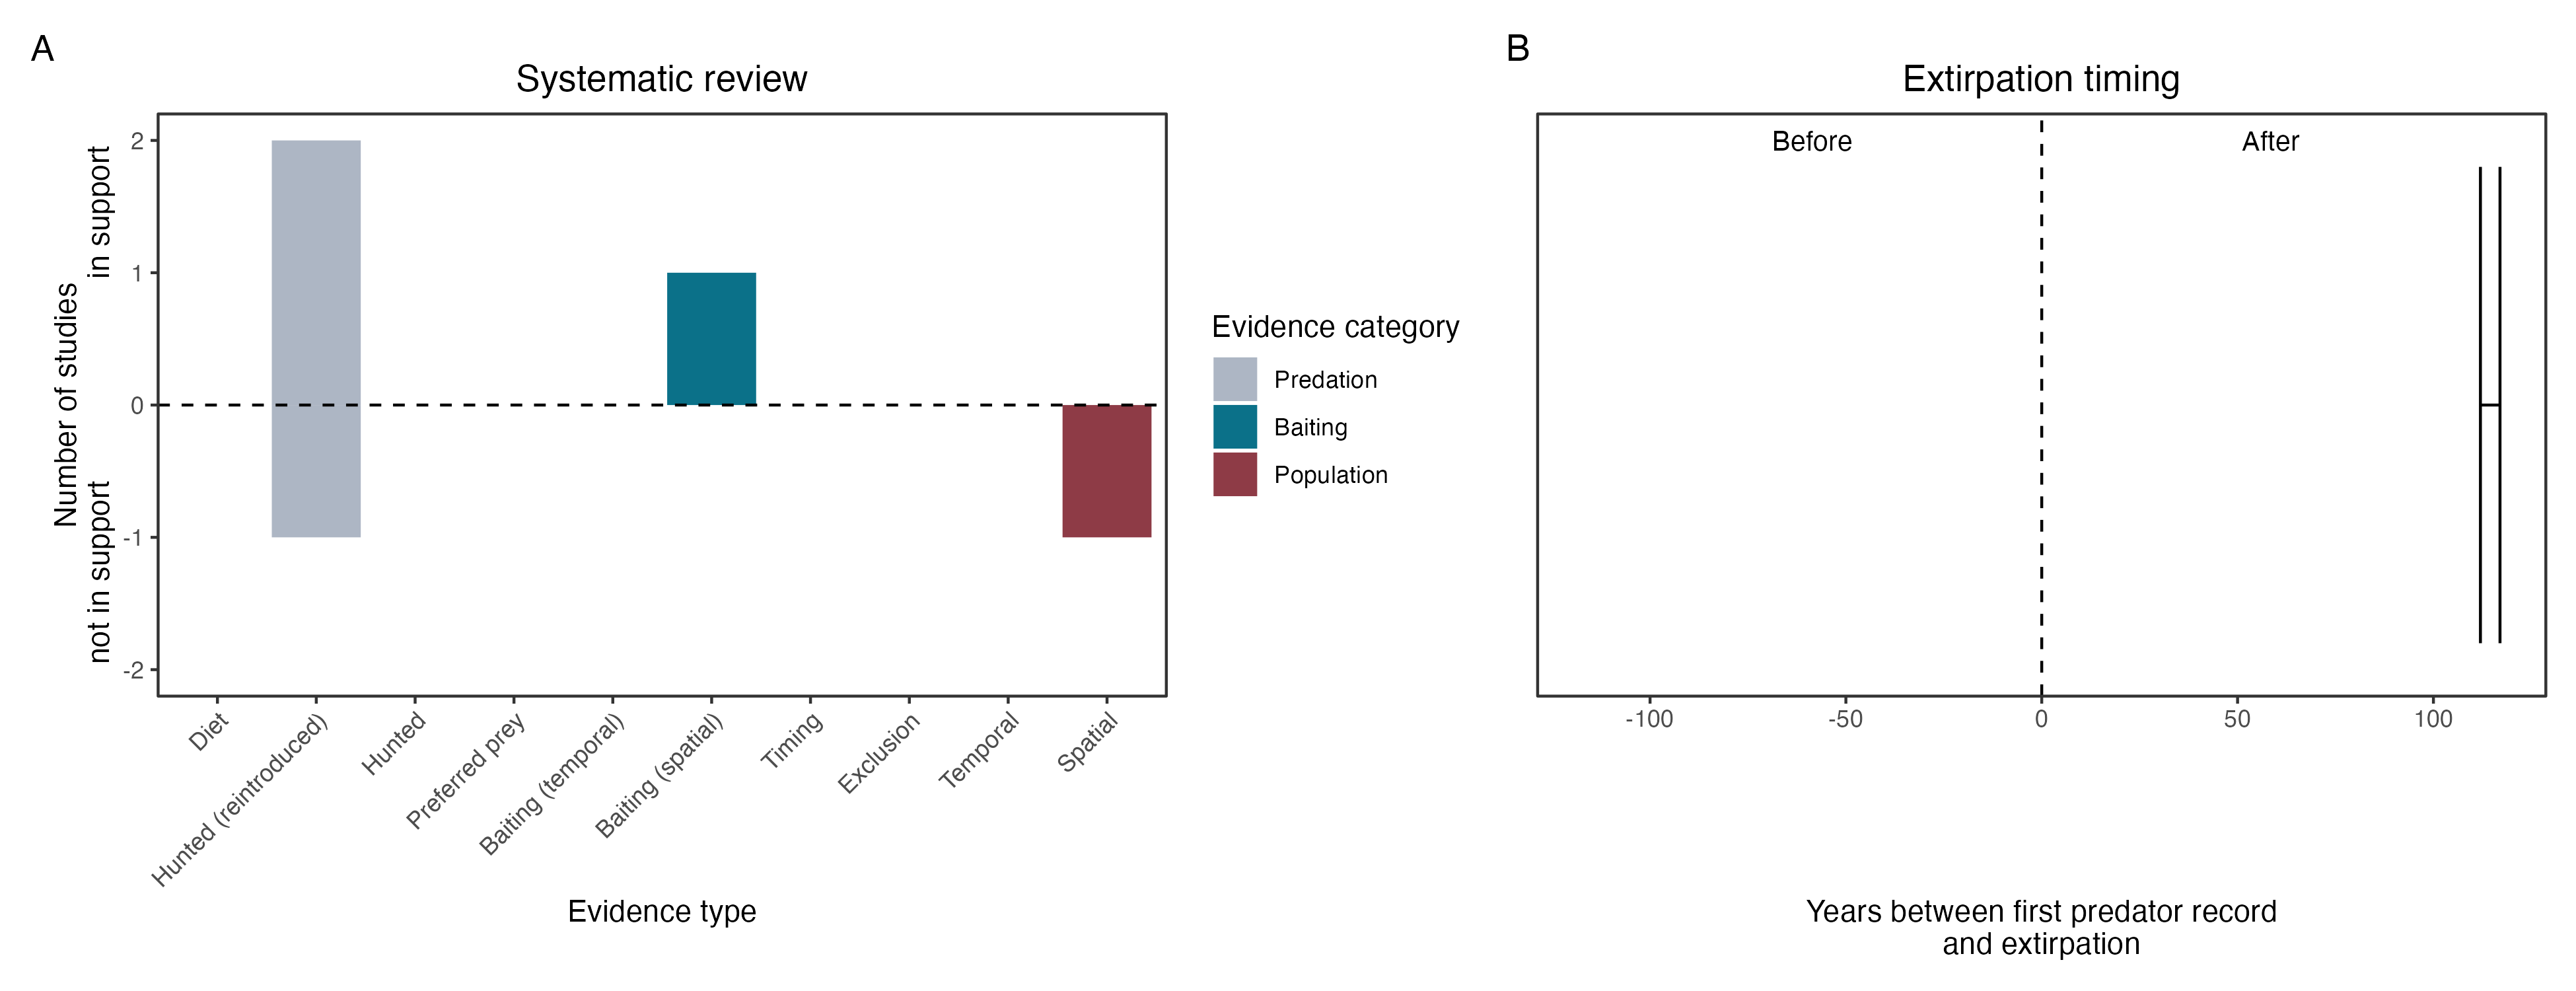 A
Systematic review
Number of studies
in support
not in support
2
1
0
-1
-2
Diet
Hunted (reintroduced)
Hunted
Preferred prey
Baiting (temporal)
Baiting (spatial)
Timing
Exclusion
Temporal
Spatial
Evidence type
Evidence category
Predation
Baiting
Population
B
Extirpation timing
Before
After
-100
-50
0
50
100
Years between first predator record
and extirpation